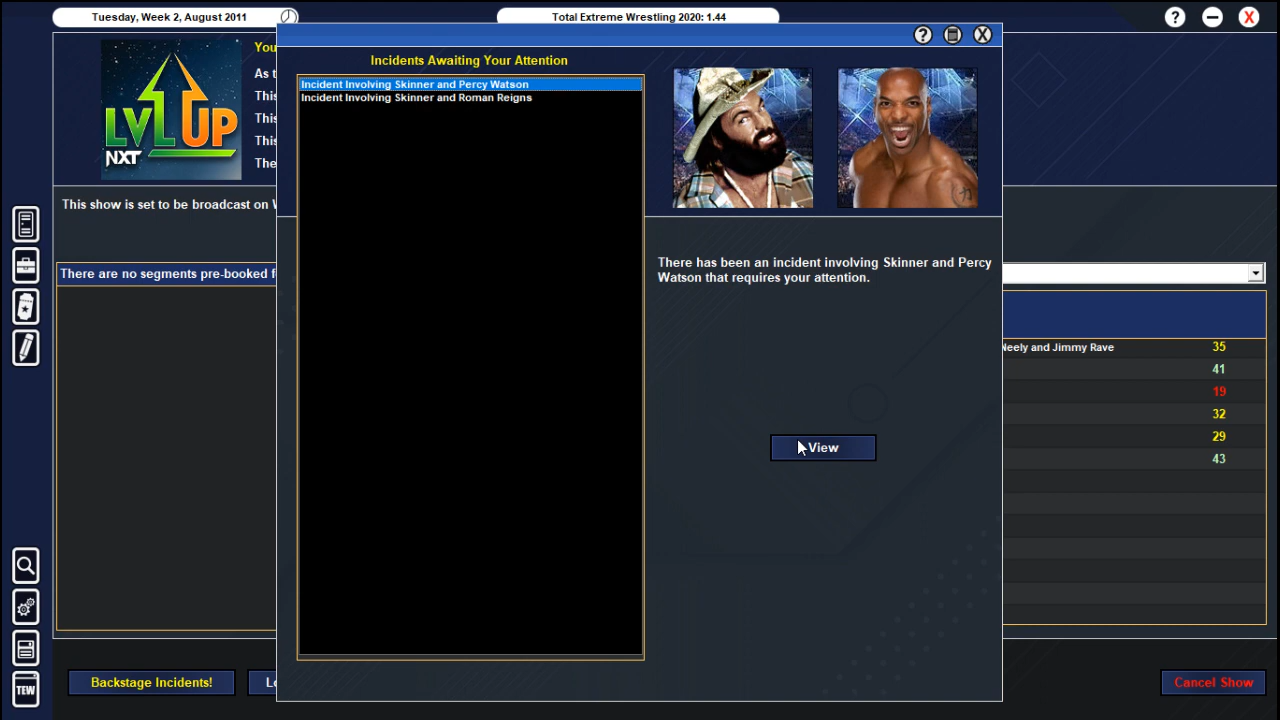 Tuesday, Week 2, August 2011
Total Extreme Wrestling 2020: 1.44
?
X
LVL UP
NXT
You
As t
This
This
This
The
This show is set to be broadcast on W
There are no segments pre-booked f
?
X
Incidents Awaiting Your Attention
Incident Involving Skinner and Percy Watson
Incident Involving Skinner and Roman Reigns
There has been an incident involving Skinner and Percy
Watson that requires your attention.
View
Neely and Jimmy Rave 35
41
19
32
29
43
TEW
Backstage Incidents!
Lo
Cancel Show